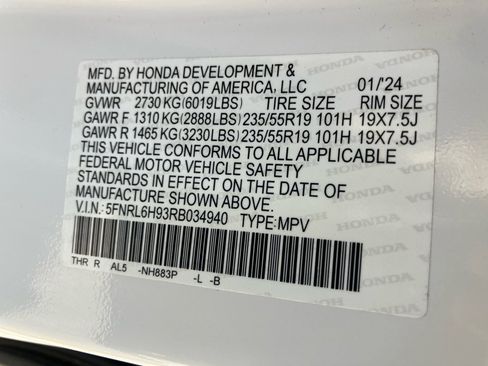 MFD. BY HONDA DEVELOPMENT &
MANUFACTURING OF AMERICA, LLC 01/'24
GVWR 2730 KG(6019LBS) TIRE SIZE RIM SIZE
GAWR F 1310 KG(2888LBS) 235/55R19 101H 19X7.5J
GAWR R 1465 KG(3230LBS) 235/55R19 101H 19X7.5J
THIS VEHICLE CONFORMS TO ALL APPLICABLE
FEDERAL MOTOR VEHICLE SAFETY
STANDARDS IN EFFECT ON THE DATE OF
MANUFACTURE SHOWN ABOVE.
V.I.N.: 5FNRL6H93RB034940 TYPE: MPV
THR R AL5 -NH883P -L -B
HONDA